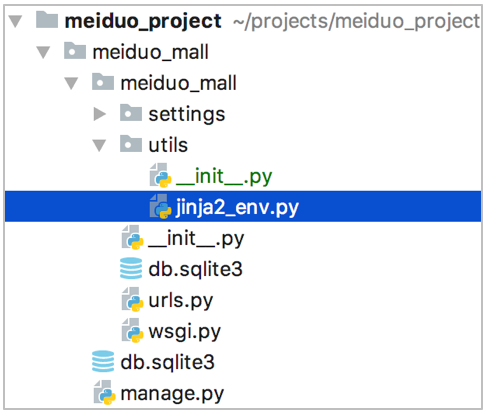 meiduo_project ~/projects/meiduo_project
meiduo_mall
meiduo_mall
settings
utils
__init__.py
jinja2_env.py
__init__.py
db.sqlite3
urls.py
wsgi.py
db.sqlite3
manage.py